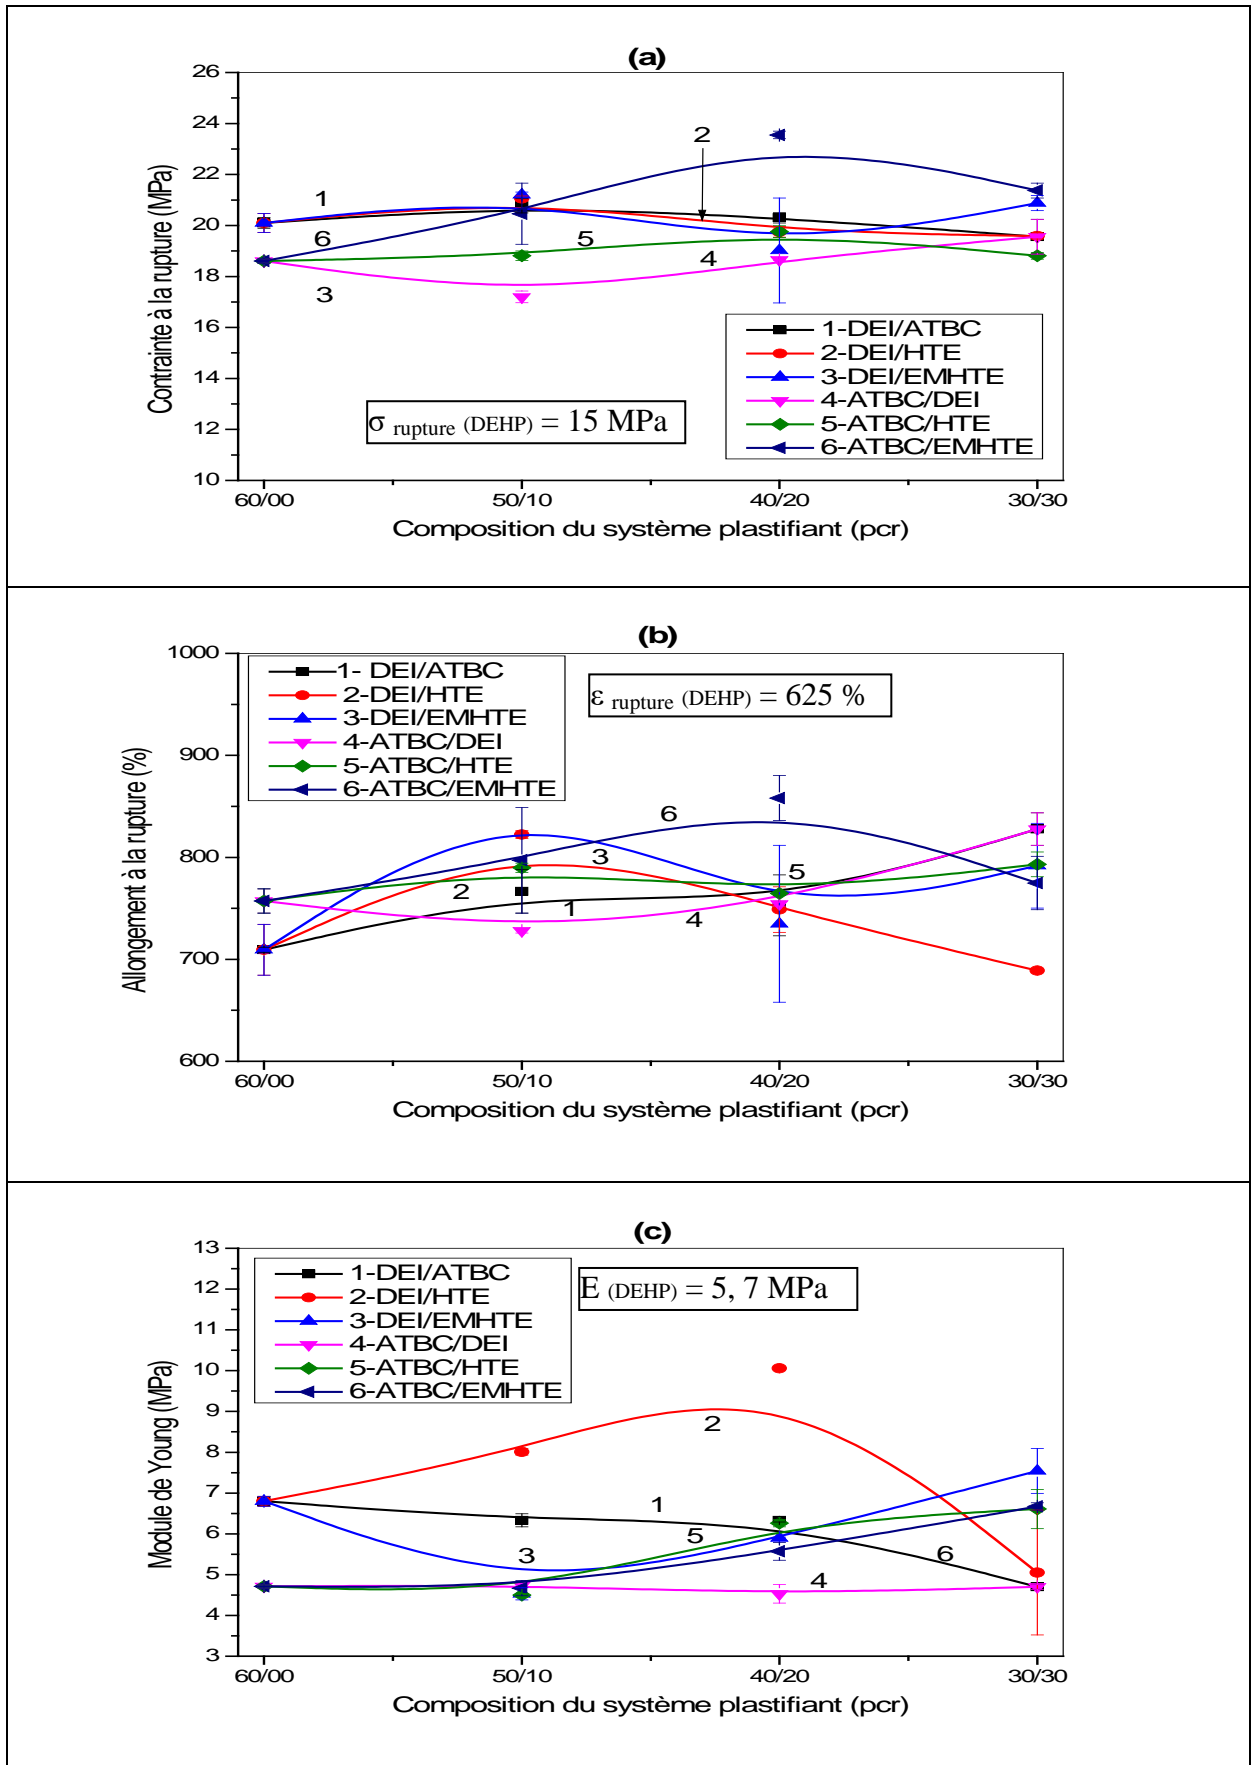 (a)
26
24
22
20
18
16
14
12
10
Contrainte à la rupture (MPa)
1
2
6
5
4
3
1-DEI/ATBC
2-DEI/HTE
3-DEI/EMHTE
4-ATBC/DEI
5-ATBC/HTE
6-ATBC/EMHTE
σ rupture (DEHP) = 15 MPa
60/00 50/10 40/20 30/30
Composition du système plastifiant (pcr)
(b)
1000
900
800
700
600
Allongement à la rupture (%)
1- DEI/ATBC
2-DEI/HTE
3-DEI/EMHTE
4-ATBC/DEI
5-ATBC/HTE
6-ATBC/EMHTE
ε rupture (DEHP) = 625 %
6
3
5
2
1
4
60/00 50/10 40/20 30/30
Composition du système plastifiant (pcr)
(c)
13
12
11
10
9
8
7
6
5
4
3
Module de Young (MPa)
1-DEI/ATBC
2-DEI/HTE
3-DEI/EMHTE
4-ATBC/DEI
5-ATBC/HTE
6-ATBC/EMHTE
E (DEHP) = 5, 7 MPa
2
1
5
3
6
4
60/00 50/10 40/20 30/30
Composition du système plastifiant (pcr)